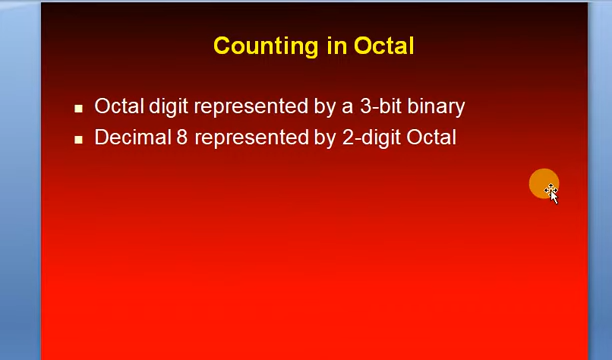 Counting in Octal
Octal digit represented by a 3-bit binary
Decimal 8 represented by 2-digit Octal